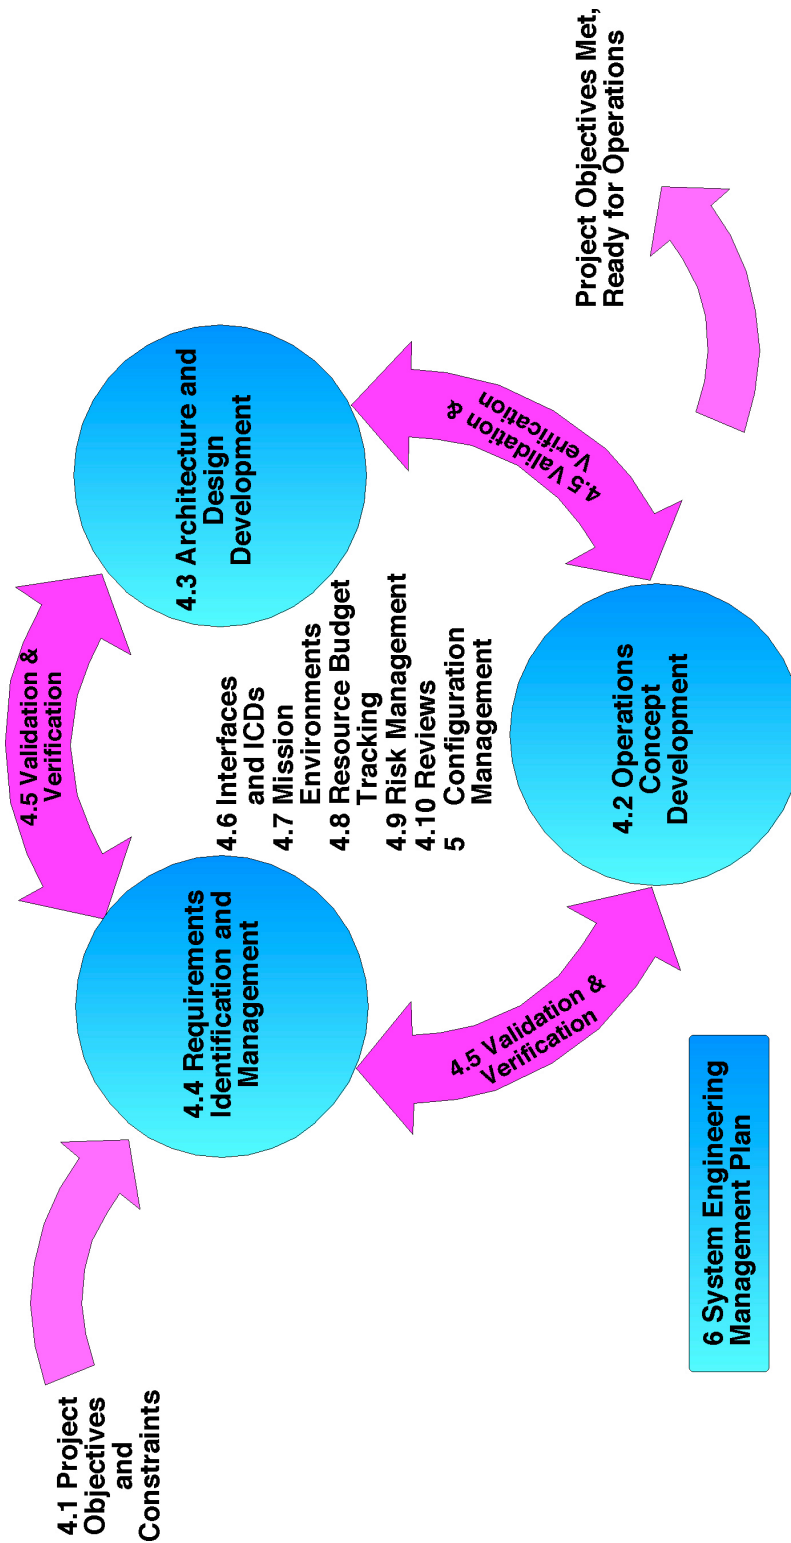 4.1 Project
Objectives
and
Constraints
4.5 Validation &
Verification
4.4 Requirements
Identification and
Management
4.3 Architecture and
Design
Development
4.6 Interfaces
and ICDs
4.7 Mission
Environments
4.8 Resource Budget
Tracking
4.9 Risk Management
4.10 Reviews
5 Configuration
Management
4.5 Validation &
Verification
4.5 Validation &
Verification
4.2 Operations
Concept
Development
Project Objectives Met,
Ready for Operations
6 System Engineering
Management Plan